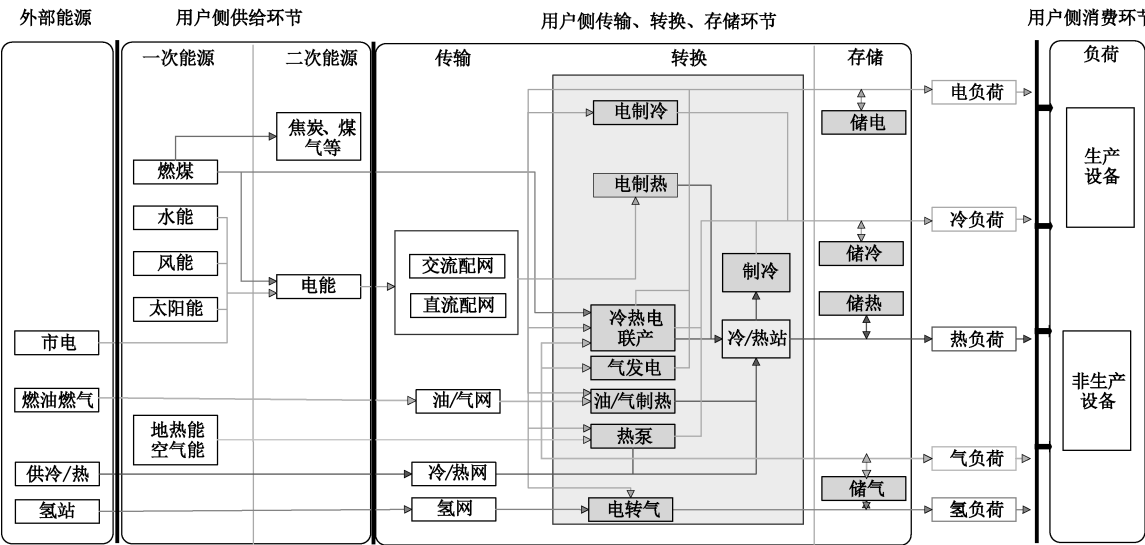 外部能源
用户侧供给环节
用户侧传输、转换、存储环节
用户侧消费环节
一次能源
二次能源
传输
转换
存储
负荷
焦炭、煤
气等
燃煤
水能
风能
太阳能
电能
市电
燃油燃气
地热能
空气能
供冷/热
氢站
交流配网
直流配网
油/气网
冷/热网
氢网
电制冷
电制热
冷热电
联产
气发电
油/气制热
热泵
电转气
制冷
冷/热站
储电
储冷
储热
储气
电负荷
冷负荷
热负荷
气负荷
氢负荷
生产
设备
非生产
设备